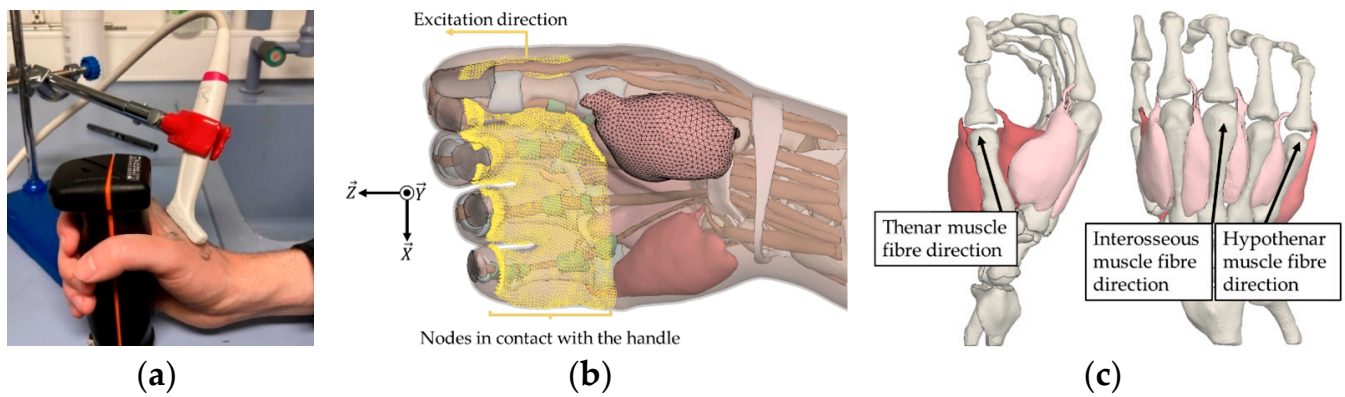 Excitation direction
Z
Y
X
Nodes in contact with the handle
Thenar muscle
fibre direction
Interosseous
muscle fibre
direction
Hypothenar
muscle fibre
direction
(a)
(b)
(c)